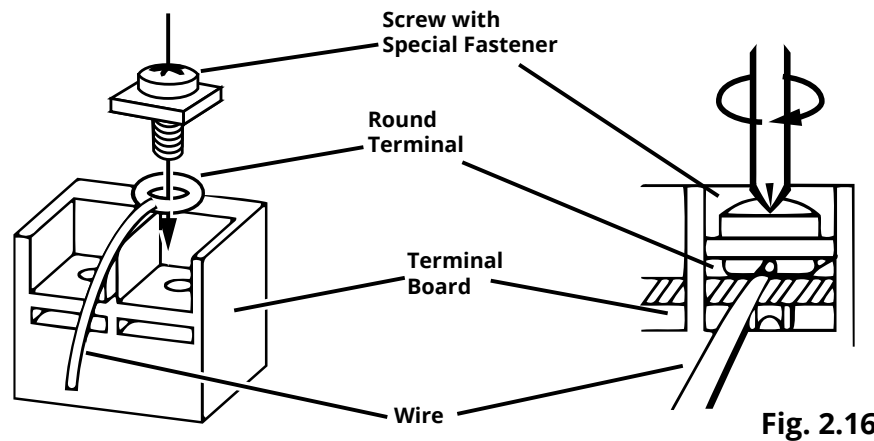 Screw with
Special Fastener
Round
Terminal
Terminal
Board
Wire
Fig. 2.16